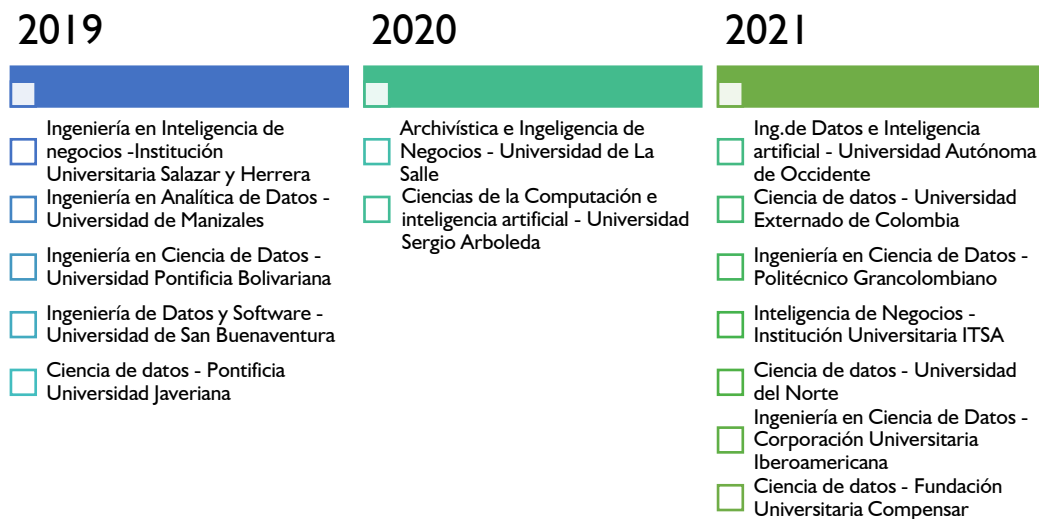 2019
Ingeniería en Inteligencia de
negocios -Institución
Universitaria Salazar y Herrera
Ingeniería en Analítica de Datos -
Universidad de Manizales
Ingeniería en Ciencia de Datos -
Universidad Pontificia Bolivariana
Ingeniería de Datos y Software -
Universidad de San Buenaventura
Ciencia de datos - Pontificia
Universidad Javeriana
2020
Archivística e Ingeligencia de
Negocios - Universidad de La
Salle
Ciencias de la Computación e
inteligencia artificial - Universidad
Sergio Arboleda
2021
Ing.de Datos e Inteligencia
artificial - Universidad Autónoma
de Occidente
Ciencia de datos - Universidad
Externado de Colombia
Ingeniería en Ciencia de Datos -
Politécnico Grancolombiano
Inteligencia de Negocios -
Institución Universitaria ITSA
Ciencia de datos - Universidad
del Norte
Ingeniería en Ciencia de Datos -
Corporación Universitaria
Iberoamericana
Ciencia de datos - Fundación
Universitaria Compensar